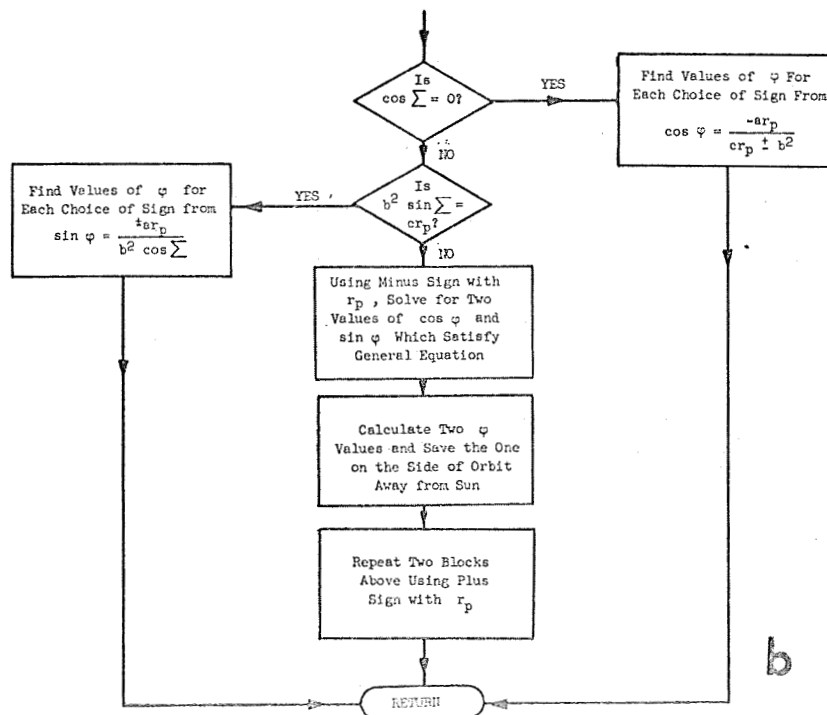 Is
cos ∑ = 0?
YES
Find Values of φ For
Each Choice of Sign From
cos φ = -ar_p / cr_p ± b²
NO
Is
b² sin ∑ =
cr_p?
YES
Find Values of φ for
Each Choice of Sign from
sin φ = ±ar_p / b² cos ∑
NO
Using Minus Sign with
r_p , Solve for Two
Values of cos φ and
sin φ Which Satisfy
General Equation
Calculate Two φ
Values and Save the One
on the Side of Orbit
Away from Sun
Repeat Two Blocks
Above Using Plus
Sign with r_p
b
RETURN